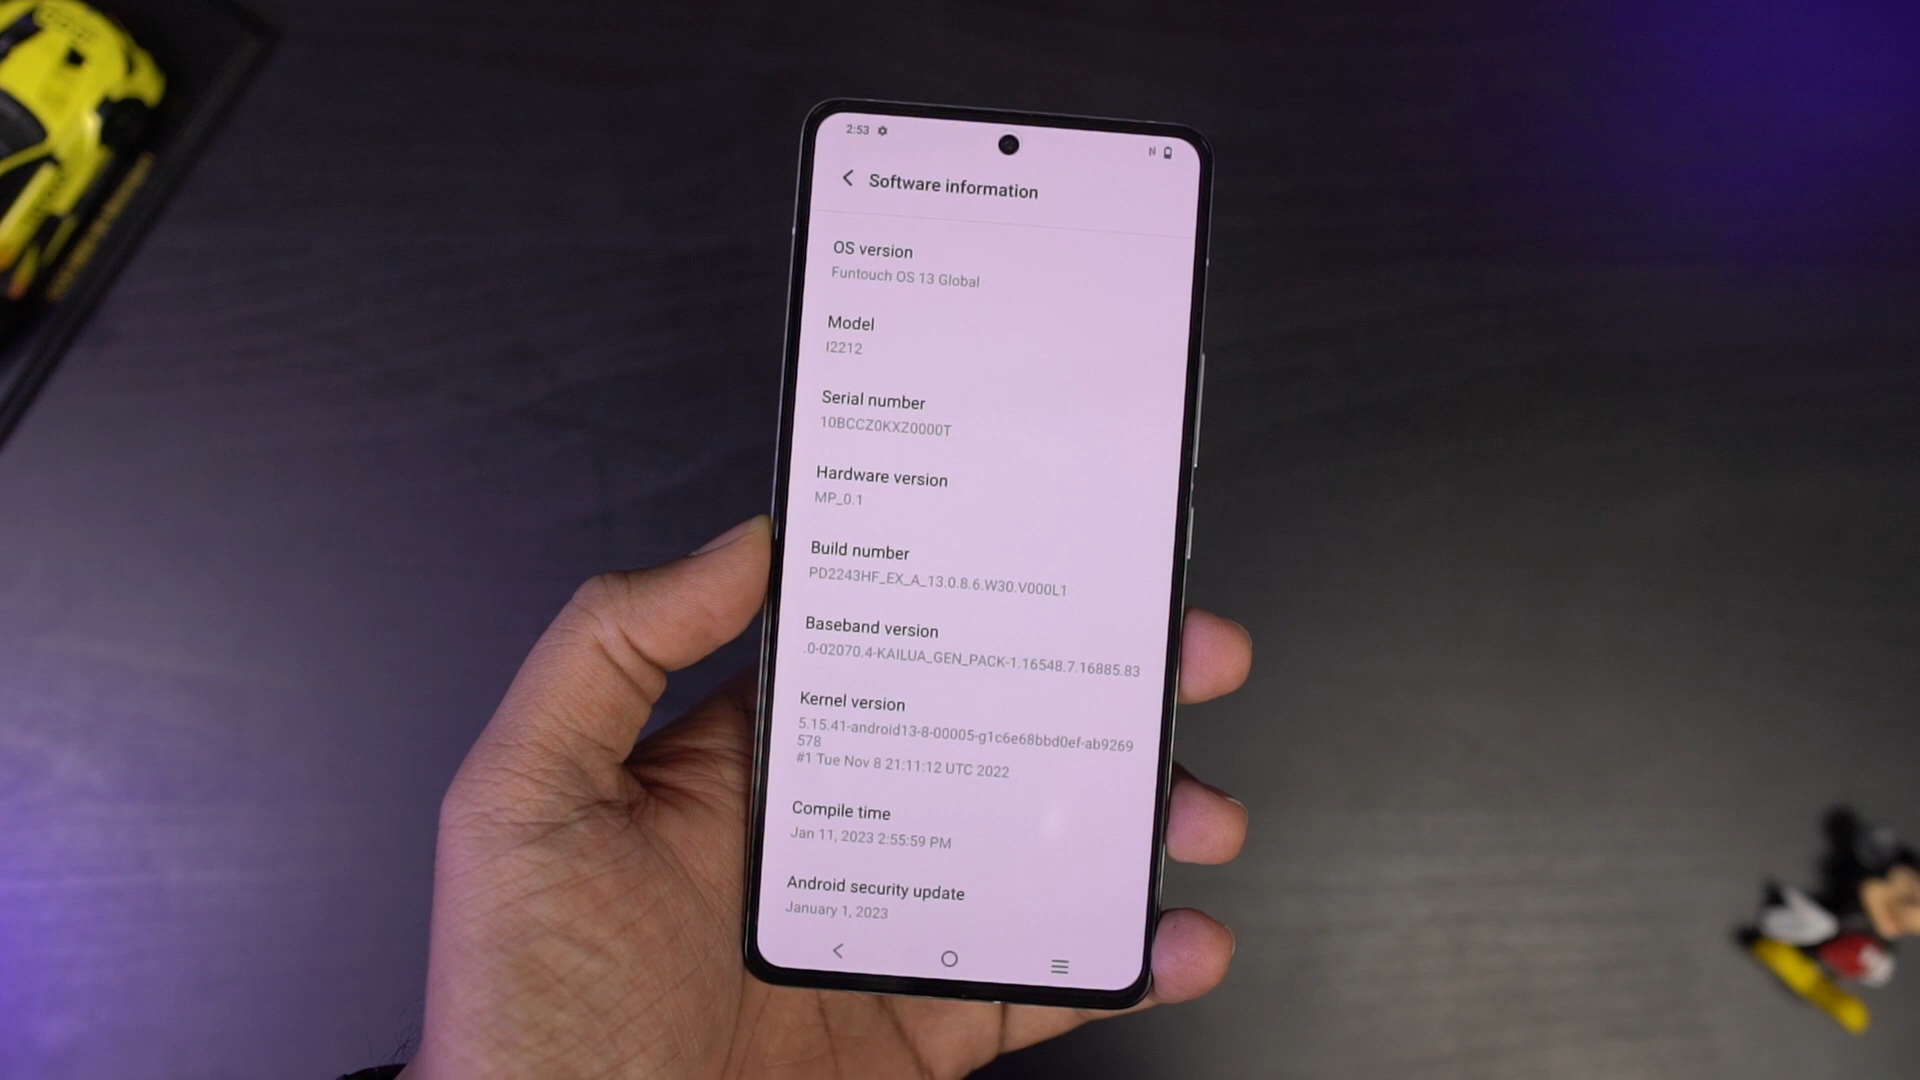 2:53
N
Software information
OS version
Funtouch OS 13 Global
Model
I2212
Serial number
10BCCZ0KXZ0000T
Hardware version
MP_0.1
Build number
PD2243HF_EX_A_13.0.8.6.W30.V000L1
Baseband version
.0-02070.4-KAILUA_GEN_PACK-1.16548.7.16885.83
Kernel version
5.15.41-android13-8-00005-g1c6e68bbd0ef-ab9269
578
#1 Tue Nov 8 21:11:12 UTC 2022
Compile time
Jan 11, 2023 2:55:59 PM
Android security update
January 1, 2023